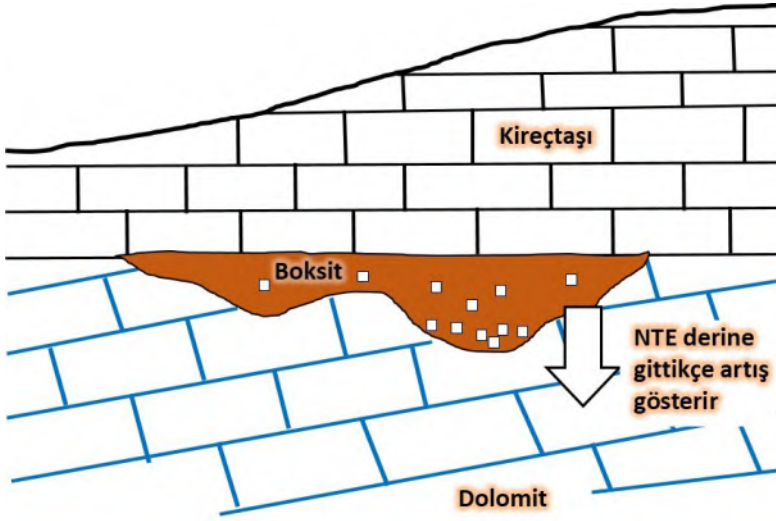 Kireçtaşı
Boksit
NTE derine
gittikçe artış
gösterir
Dolomit